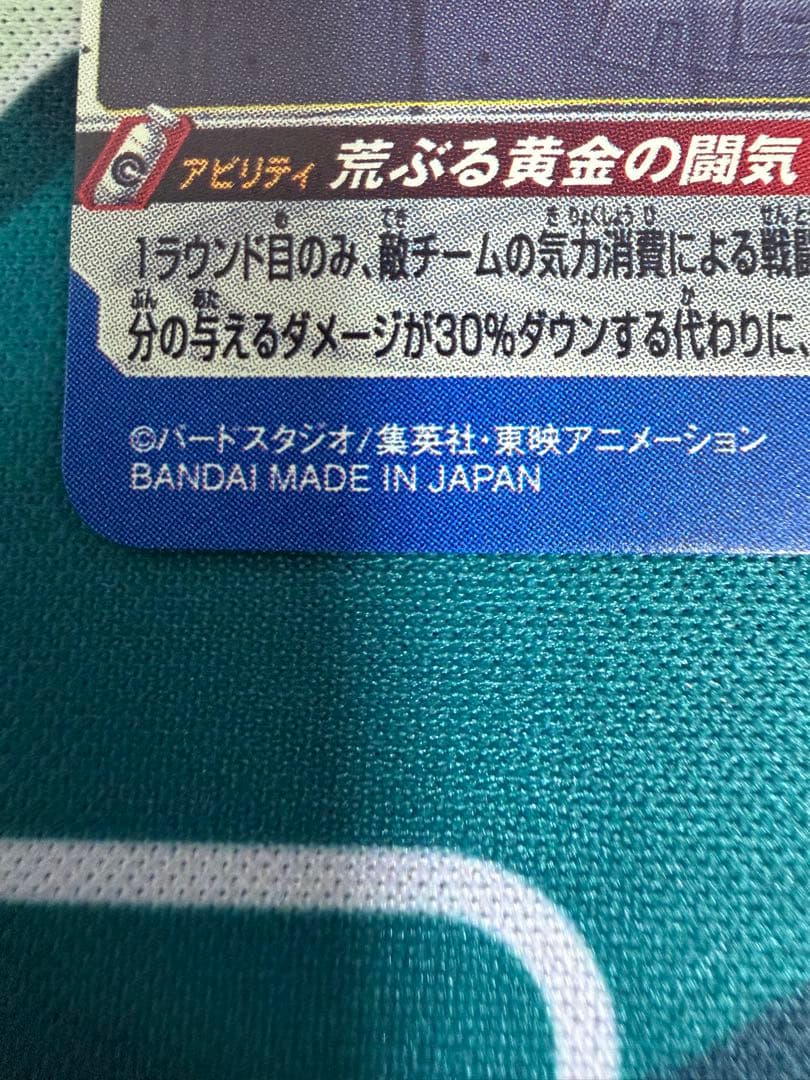 アビリティ 荒ぶる黄金の闘気
1ラウンド目のみ、敵チームの気力消費による戦闘
分の与えるダメージが30%ダウンする代わりに、
©バードスタジオ/集英社・東映アニメーション
BANDAI MADE IN JAPAN